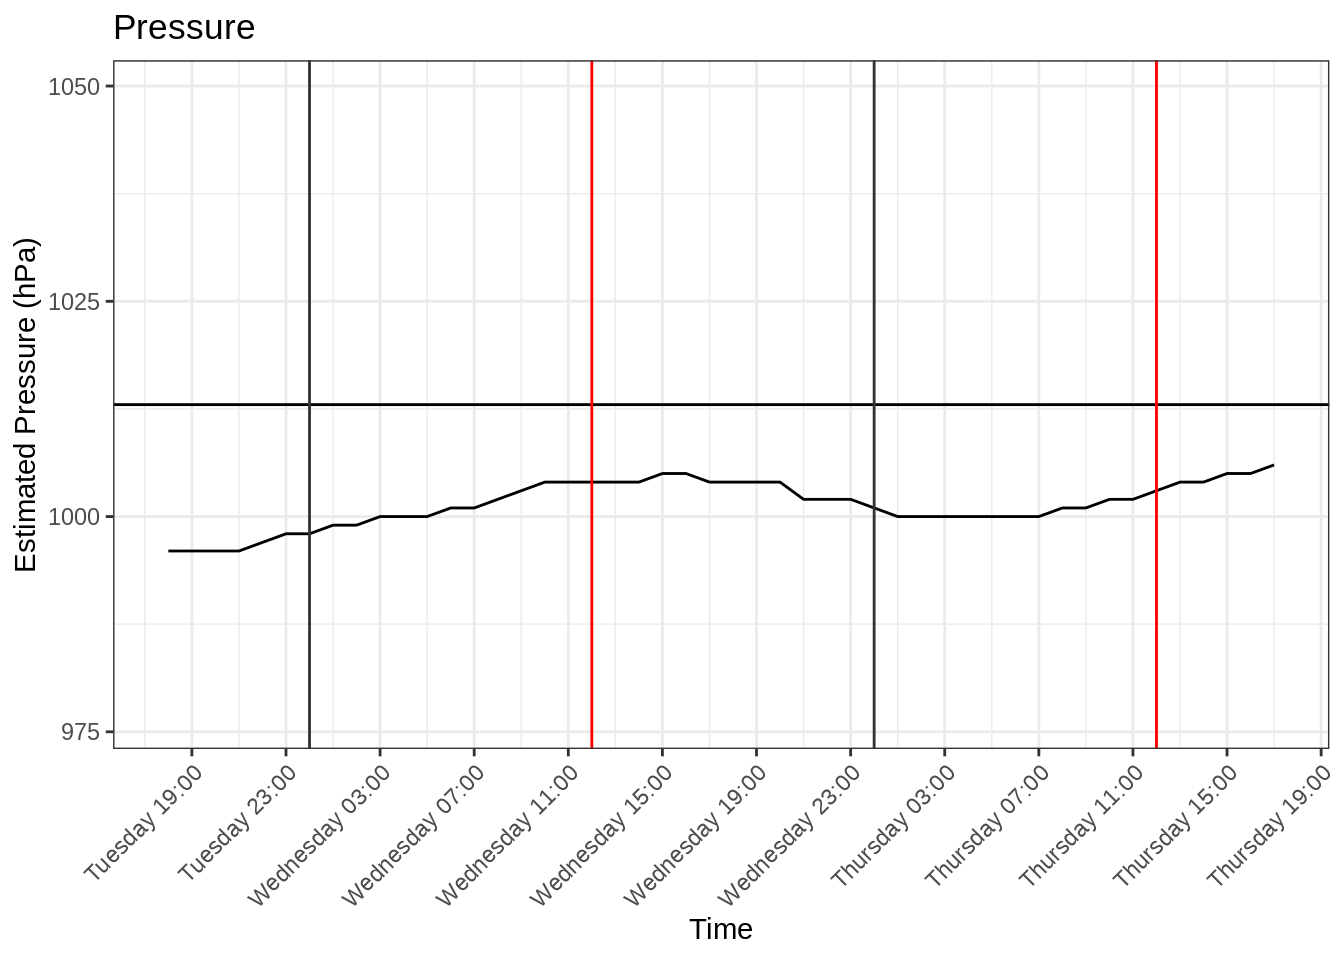 Pressure
Estimated Pressure (hPa)
1050
1025
1000
975
Tuesday 19:00
Tuesday 23:00
Wednesday 03:00
Wednesday 07:00
Wednesday 11:00
Wednesday 15:00
Wednesday 19:00
Wednesday 23:00
Thursday 03:00
Thursday 07:00
Thursday 11:00
Thursday 15:00
Thursday 19:00
Time